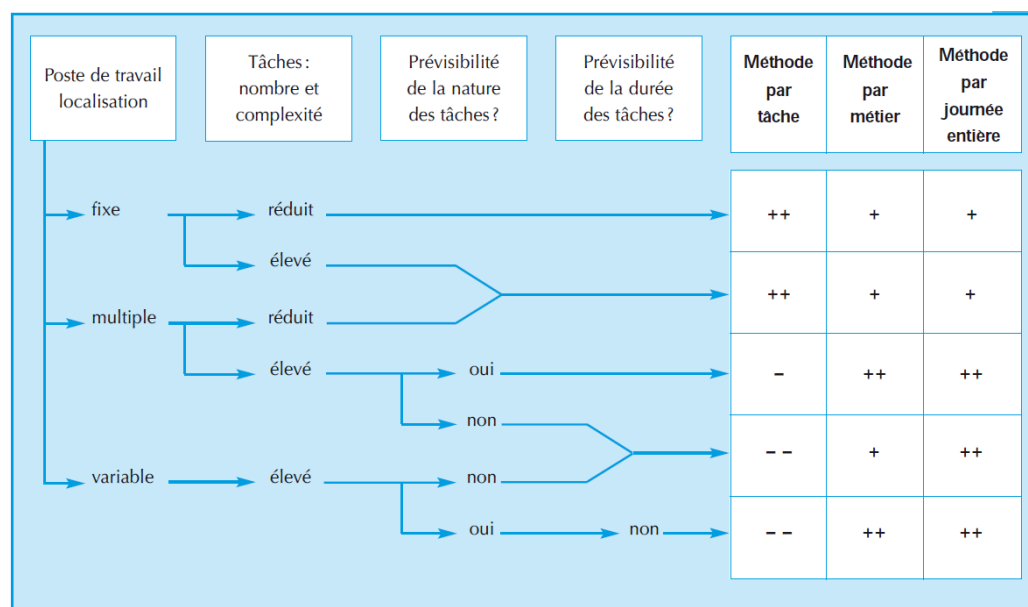 Poste de travail
localisation
Tâches :
nombre et
complexité
Prévisibilité
de la nature
des tâches ?
Prévisibilité
de la durée
des tâches ?
Méthode
par
tâche
Méthode
par
métier
Méthode
par
journée
entière
fixe
réduit
++
+
+
élevé
++
+
+
multiple
réduit
élevé
oui
–
++
++
non
– –
+
++
variable
élevé
non
oui
non
– –
++
++